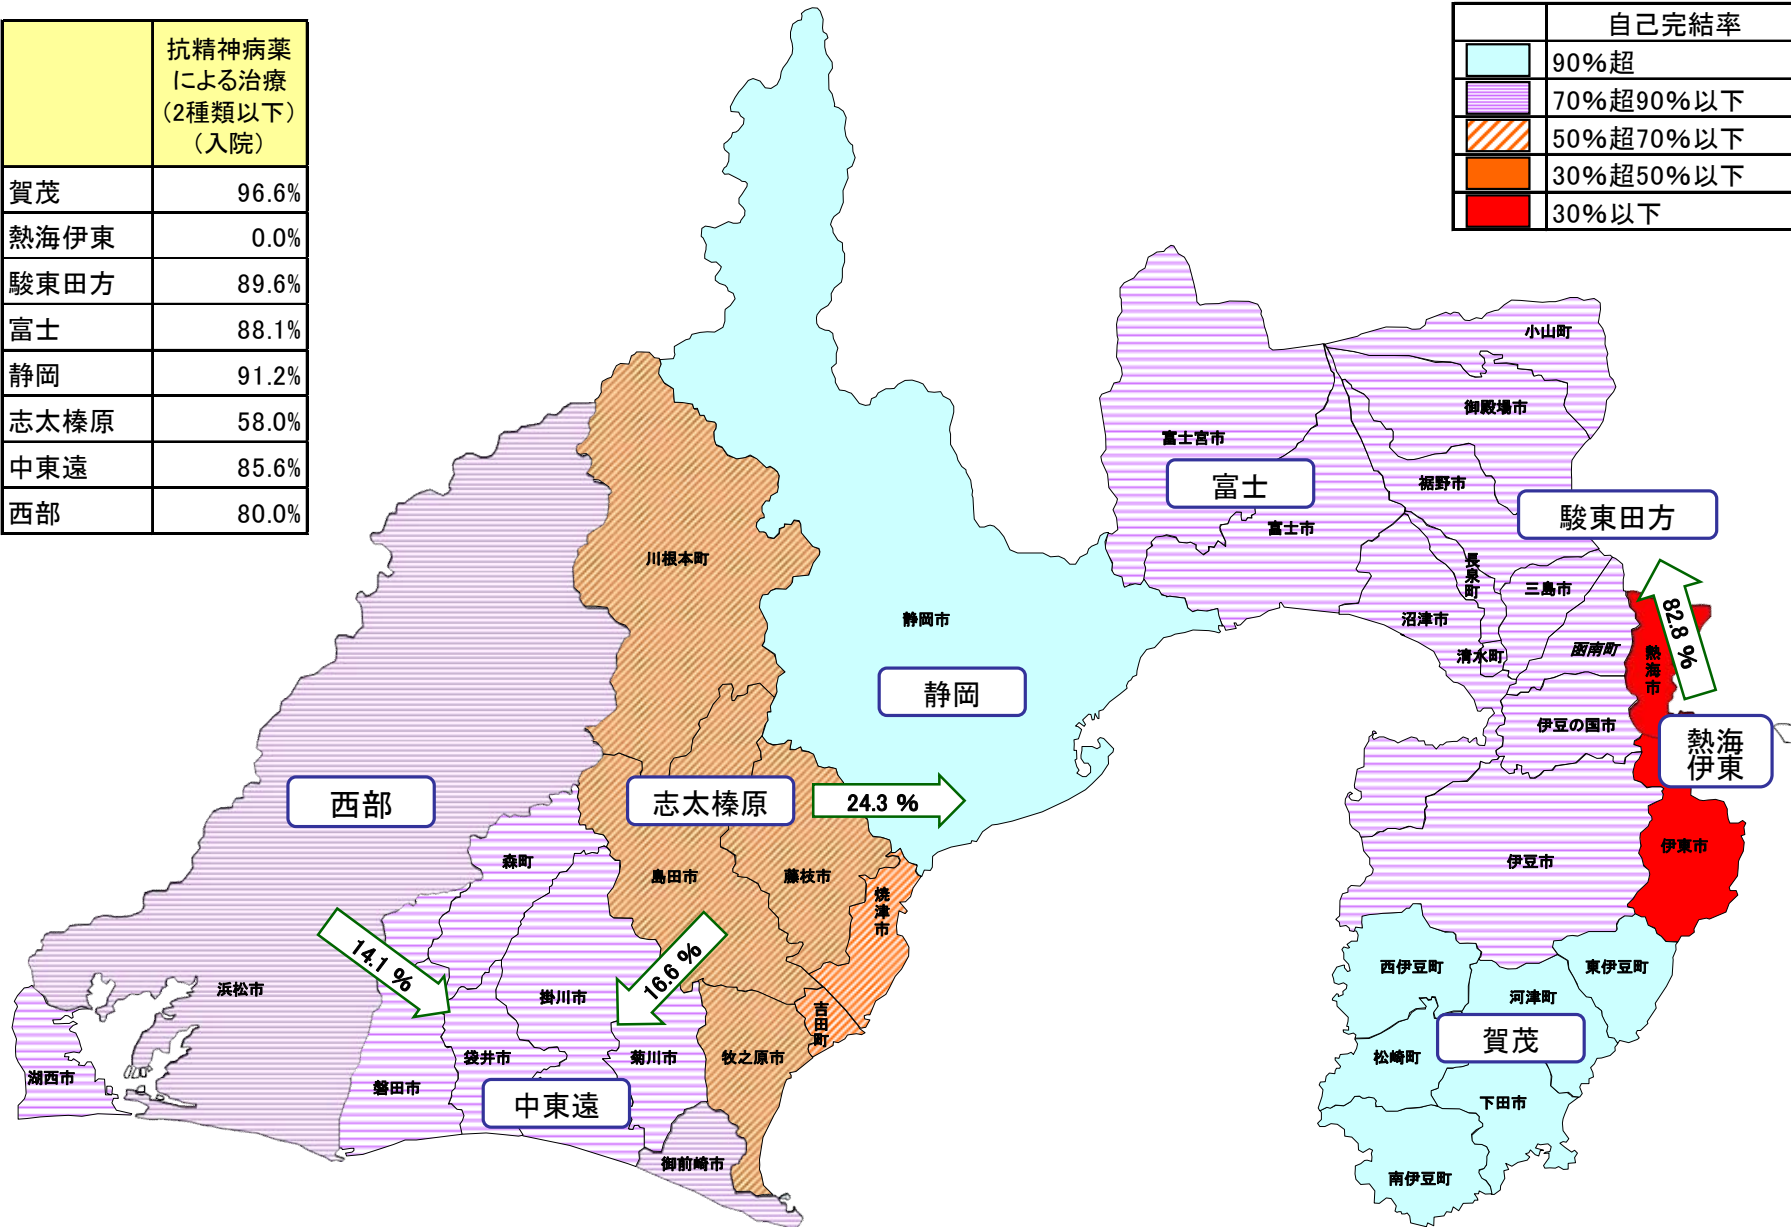 抗精神病薬
による治療
（2種類以下）
（入院）
賀茂 96.6%
熱海伊東 0.0%
駿東田方 89.6%
富士 88.1%
静岡 91.2%
志太榛原 58.0%
中東遠 85.6%
西部 80.0%
自己完結率
90%超
70%超90%以下
50%超70%以下
30%超50%以下
30%以下
小山町
御殿場市
富士宮市
富士
裾野市
駿東田方
富士市
長泉町
三島市
沼津市
函南町
清水町
熱海市
82.8 %
伊豆の国市
熱海
伊東
伊豆市
伊東市
川根本町
静岡市
静岡
西部
志太榛原
24.3 %
森町
島田市
藤枝市
焼津市
14.1 %
16.6 %
浜松市
掛川市
吉田町
湖西市
磐田市
袋井市
菊川市
牧之原市
中東遠
御前崎市
西伊豆町
東伊豆町
河津町
賀茂
松崎町
下田市
南伊豆町